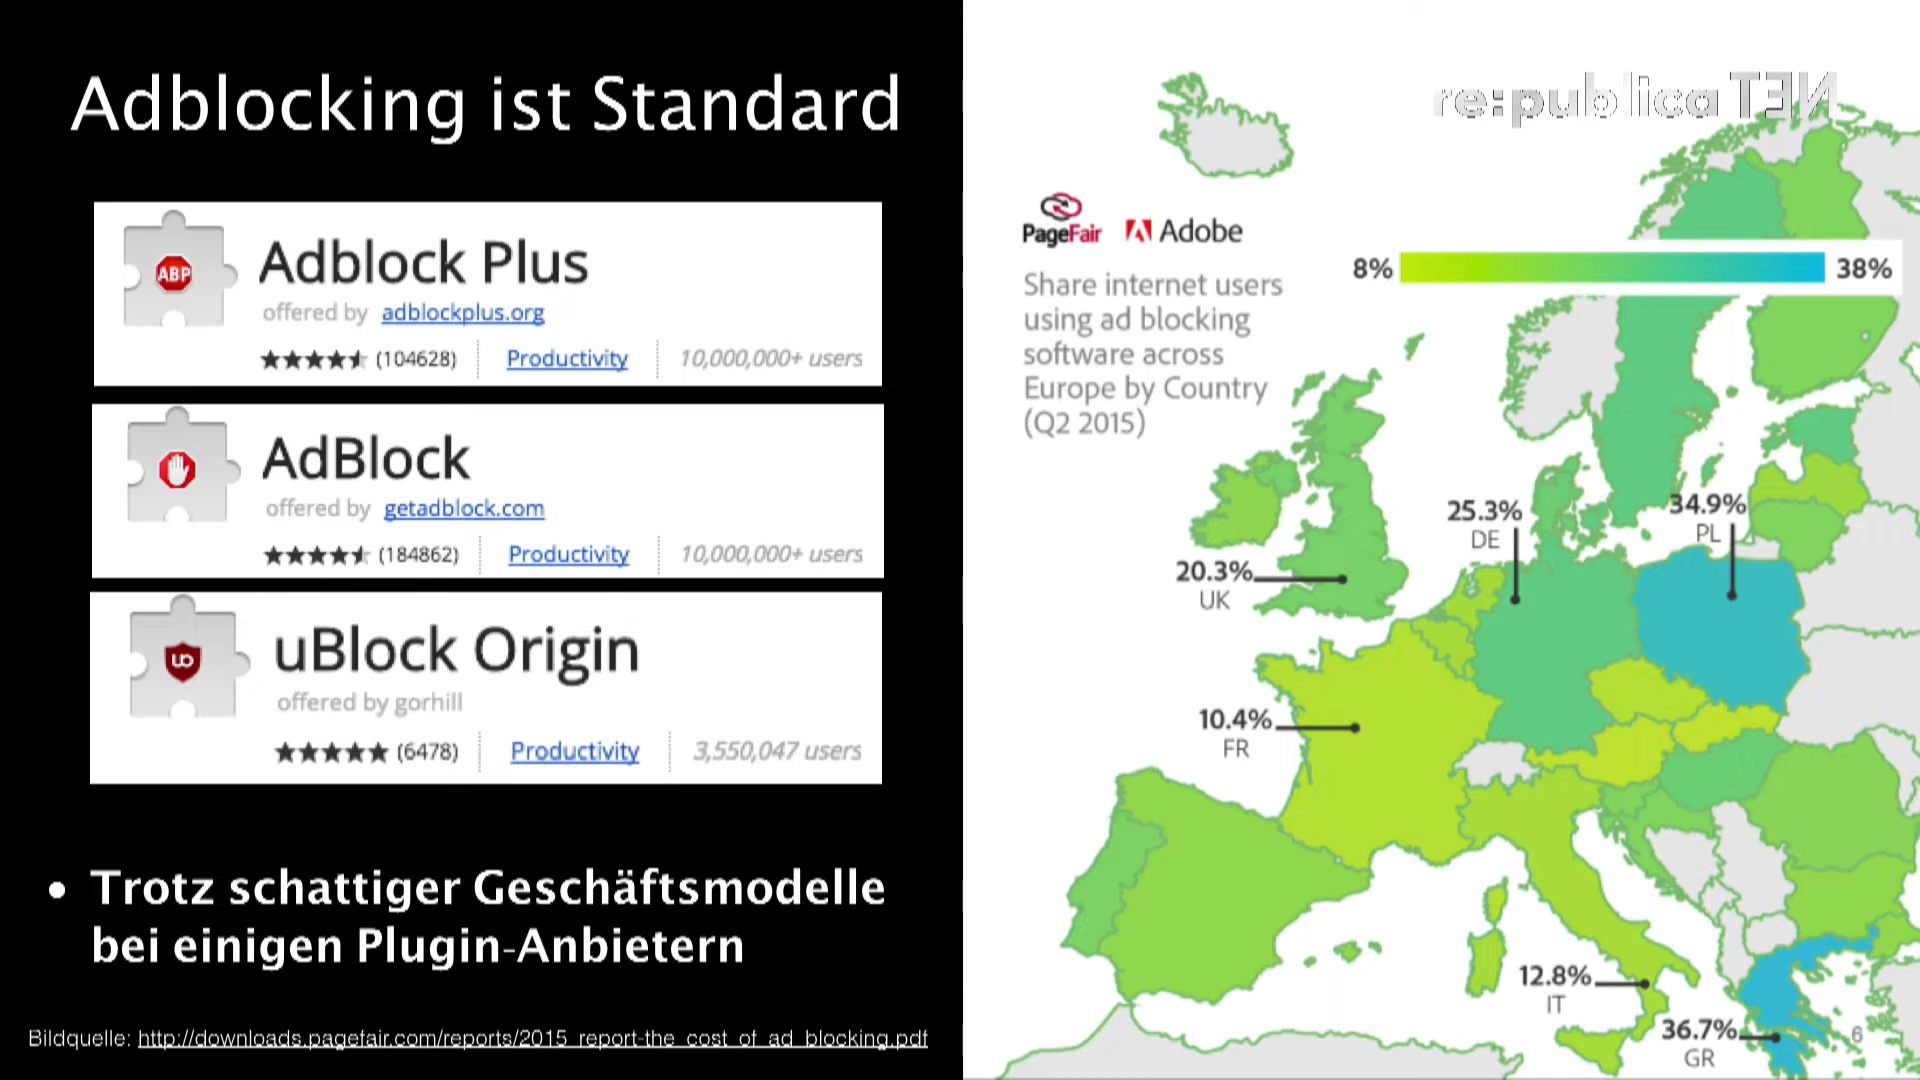 Adblocking ist Standard
ABP
Adblock Plus
offered by adblockplus.org
(104628) Productivity 10,000,000+ users
AdBlock
offered by getadblock.com
(184862) Productivity 10,000,000+ users
uBlock Origin
offered by gorhill
(6478) Productivity 3,550,047 users
• Trotz schattiger Geschäftsmodelle
bei einigen Plugin-Anbietern
Bildquelle: http://downloads.pagefair.com/reports/2015_report-the_cost_of_ad_blocking.pdf
re:publica TEN
PageFair Adobe
8% 38%
Share internet users
using ad blocking
software across
Europe by Country
(Q2 2015)
25.3%
DE
34.9%
PL
20.3%
UK
10.4%
FR
12.8%
IT
36.7%
GR
6